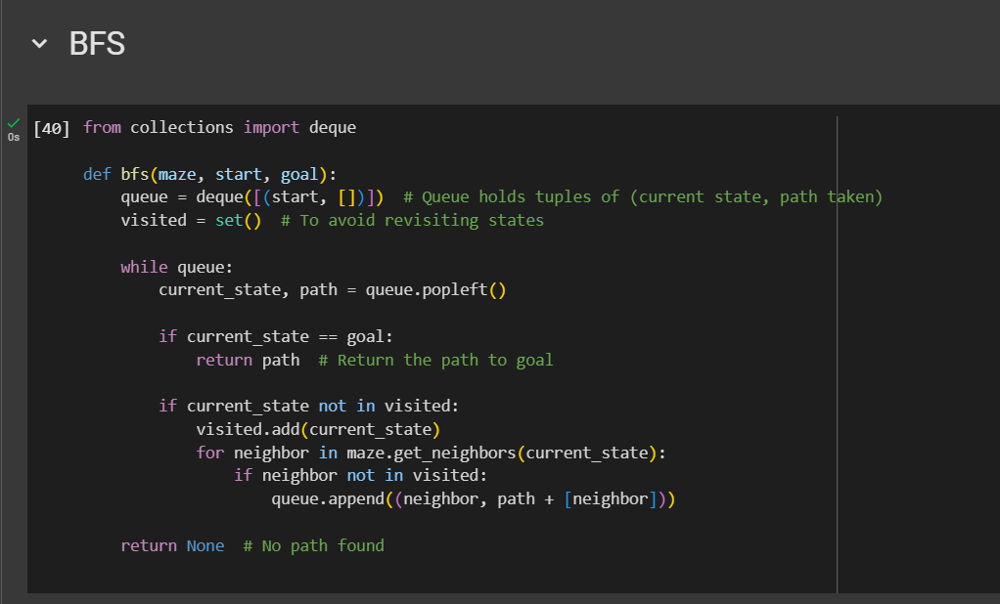 BFS
0s
[40] from collections import deque
def bfs(maze, start, goal):
    queue = deque([(start, [])])  # Queue holds tuples of (current state, path taken)
    visited = set()  # To avoid revisiting states
    while queue:
        current_state, path = queue.popleft()
        if current_state == goal:
            return path  # Return the path to goal
        if current_state not in visited:
            visited.add(current_state)
            for neighbor in maze.get_neighbors(current_state):
                if neighbor not in visited:
                    queue.append((neighbor, path + [neighbor]))
    return None  # No path found